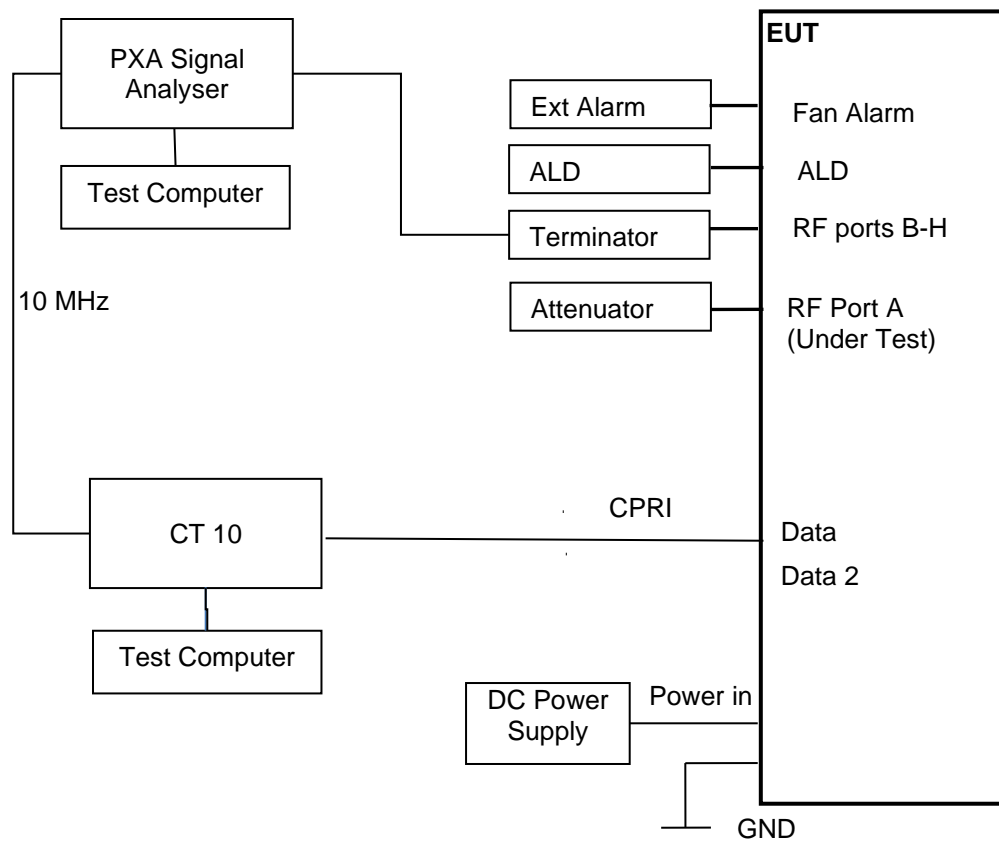 EUT
PXA Signal
Analyser
Ext Alarm
Fan Alarm
ALD
ALD
Test Computer
Terminator
RF ports B-H
10 MHz
Attenuator
RF Port A
(Under Test)
CPRI
CT 10
Data
Data 2
Test Computer
DC Power
Supply
Power in
GND